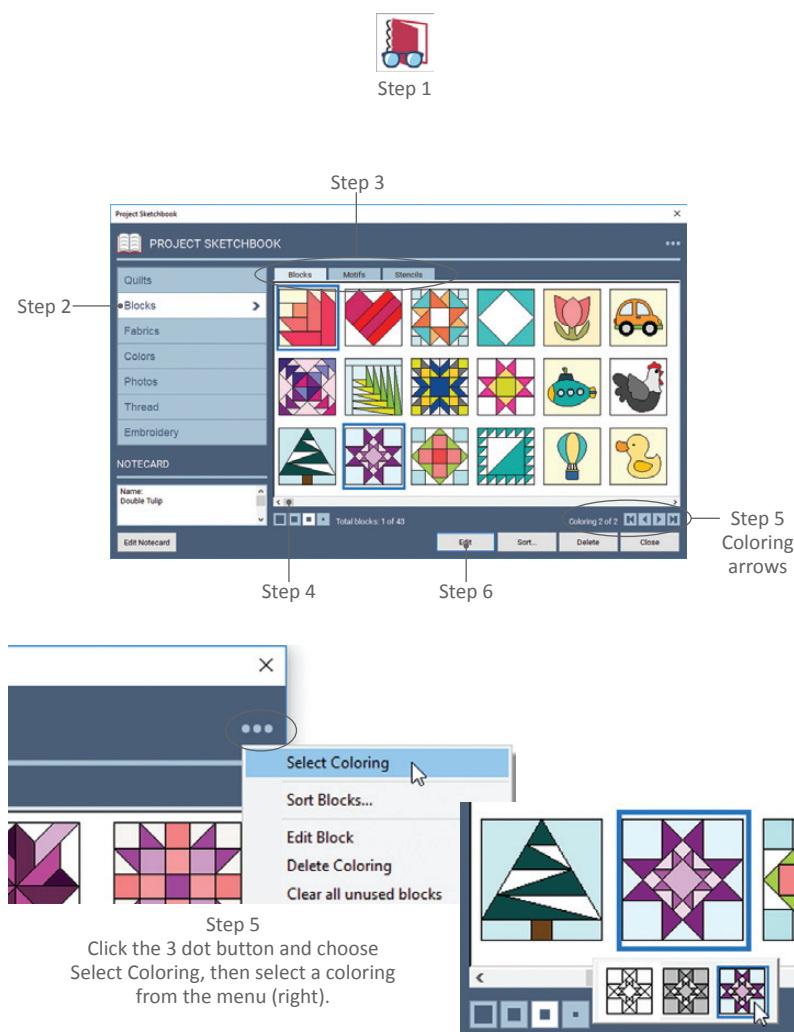 Step 1
Step 3
Project Sketchbook
PROJECT SKETCHBOOK
Quilts
Blocks
Motifs
Stencils
Step 2
Blocks
Fabrics
Colors
Photos
Thread
Embroidery
NOTECARD
Name:
Double Tulip
Total blocks: 1 of 43
Coloring 2 of 2
Edit Notecard
Edit
Sort...
Delete
Close
Step 5
Coloring
arrows
Step 4
Step 6
Select Coloring
Sort Blocks...
Edit Block
Delete Coloring
Clear all unused blocks
Step 5
Click the 3 dot button and choose
Select Coloring, then select a coloring
from the menu (right).